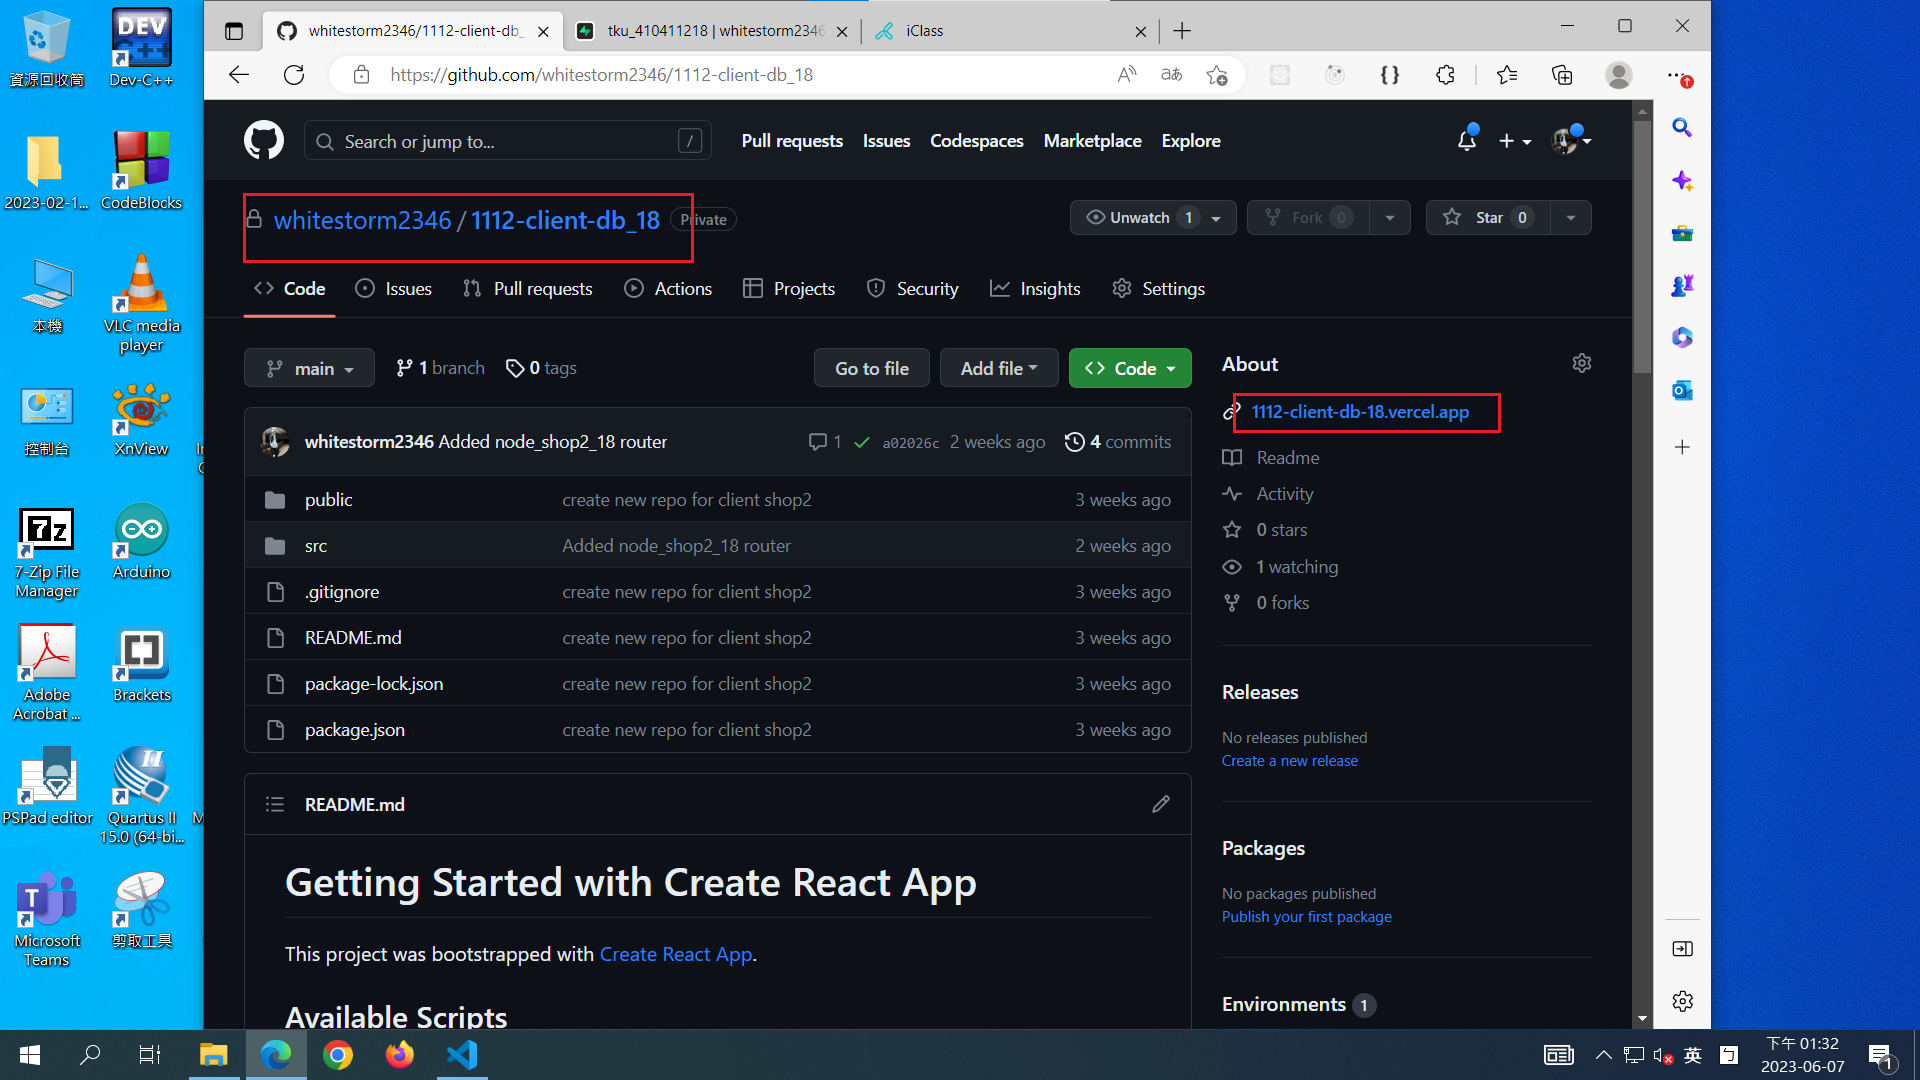 資源回收筒
Dev-C++
2023-02-1...
CodeBlocks
本機
VLC media player
控制台
XnView
7-Zip File Manager
Arduino
Adobe Acrobat ...
Brackets
PSPad editor
Quartus II 15.0 (64-bi...
Microsoft Teams
剪取工具
whitestorm2346/1112-client-db_
tku_410411218 | whitestorm2346
iClass
https://github.com/whitestorm2346/1112-client-db_18
Search or jump to...
/
Pull requests
Issues
Codespaces
Marketplace
Explore
whitestorm2346 / 1112-client-db_18
Private
Unwatch 1
Fork 0
Star 0
Code
Issues
Pull requests
Actions
Projects
Security
Insights
Settings
main
1 branch
0 tags
Go to file
Add file
Code
whitestorm2346 Added node_shop2_18 router
1
a02026c 2 weeks ago
4 commits
public create new repo for client shop2 3 weeks ago
src Added node_shop2_18 router 2 weeks ago
.gitignore create new repo for client shop2 3 weeks ago
README.md create new repo for client shop2 3 weeks ago
package-lock.json create new repo for client shop2 3 weeks ago
package.json create new repo for client shop2 3 weeks ago
README.md
Getting Started with Create React App
This project was bootstrapped with Create React App.
Available Scripts
About
1112-client-db-18.vercel.app
Readme
Activity
0 stars
1 watching
0 forks
Releases
No releases published
Create a new release
Packages
No packages published
Publish your first package
Environments 1
英
下午 01:32
2023-06-07
1